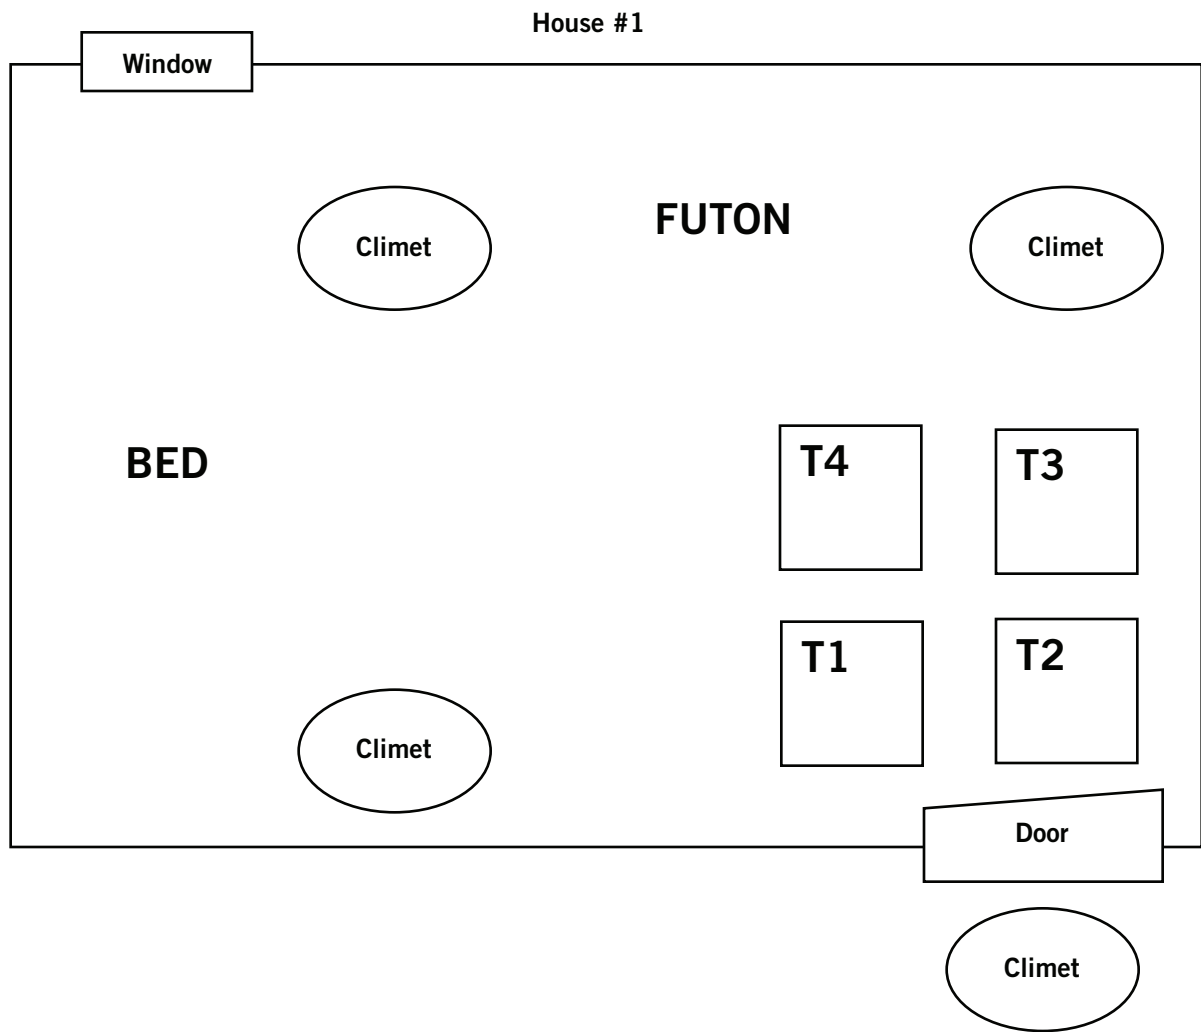 House #1
Window
Climet
FUTON
Climet
BED
T4
T3
T1
T2
Climet
Door
Climet